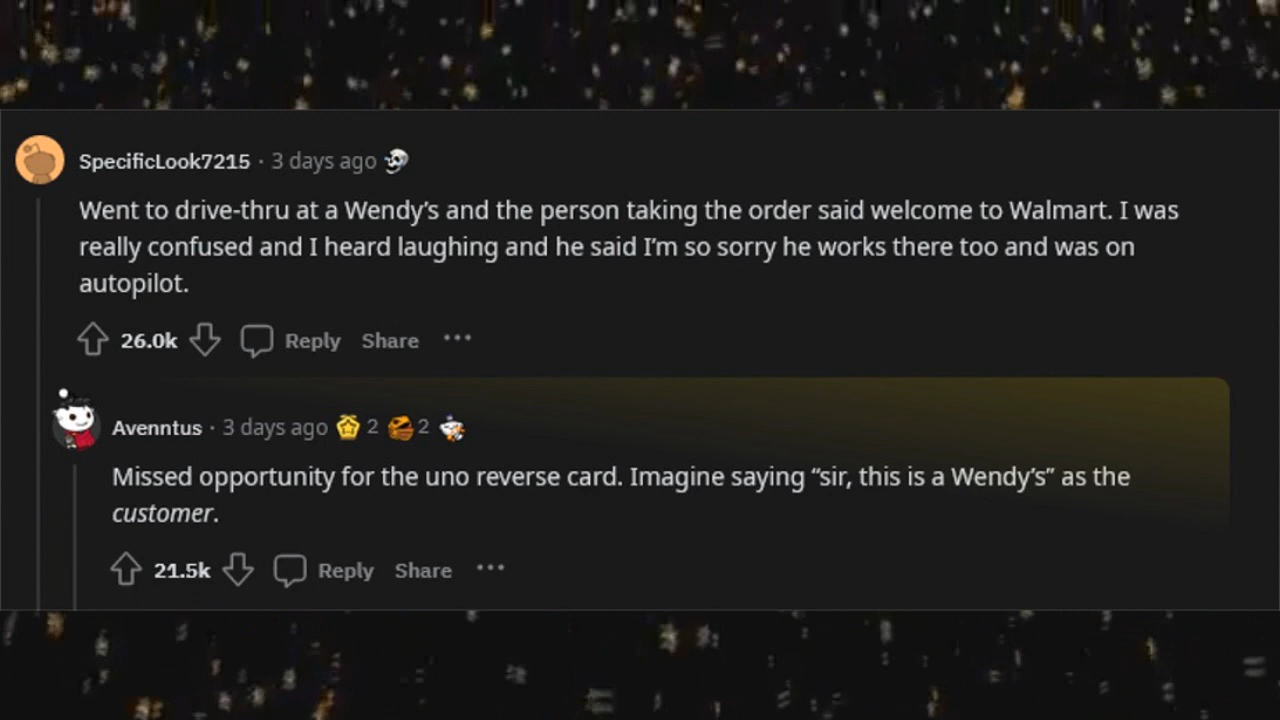 SpecificLook7215 · 3 days ago
Went to drive-thru at a Wendy’s and the person taking the order said welcome to Walmart. I was
really confused and I heard laughing and he said I’m so sorry he works there too and was on
autopilot.
26.0k Reply Share ···
Avenntus · 3 days ago 2 2
Missed opportunity for the uno reverse card. Imagine saying “sir, this is a Wendy’s” as the
customer.
21.5k Reply Share ···